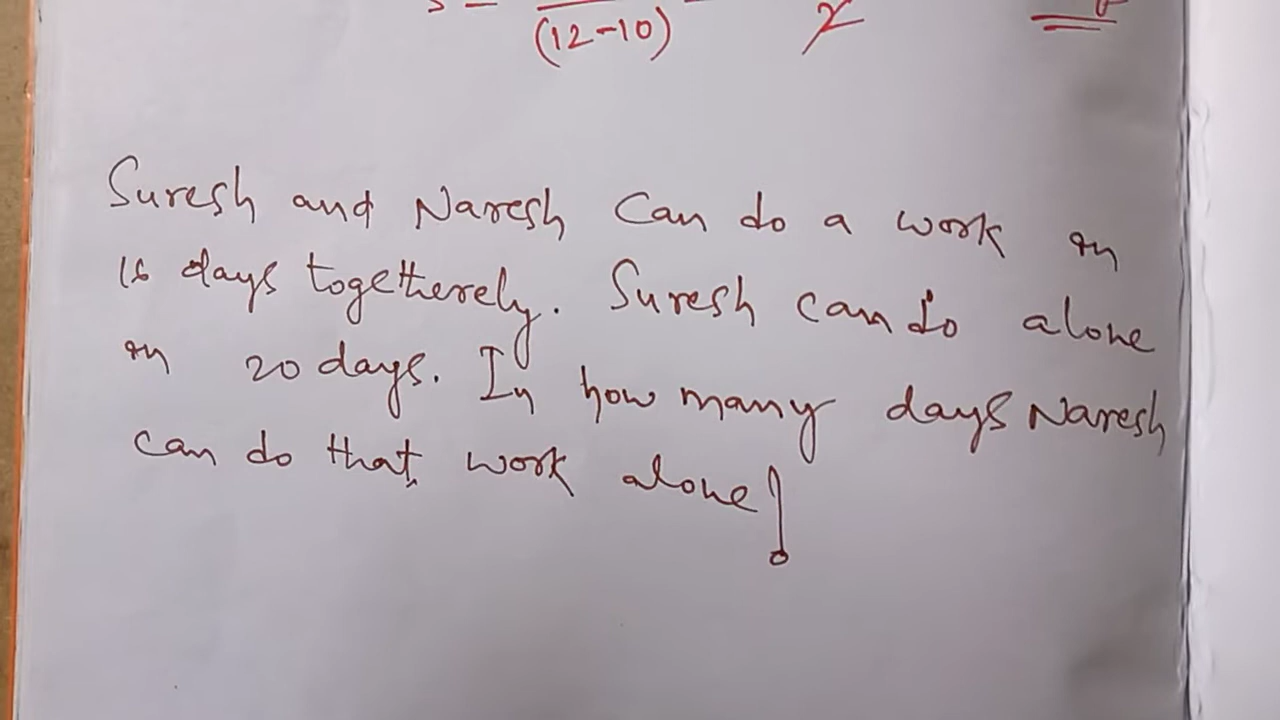 (12-10) 2
Suresh and Naresh Can do a work in
days togetherely. Suresh can do alone
in 20 days. In how many days Naresh
can do that work alone